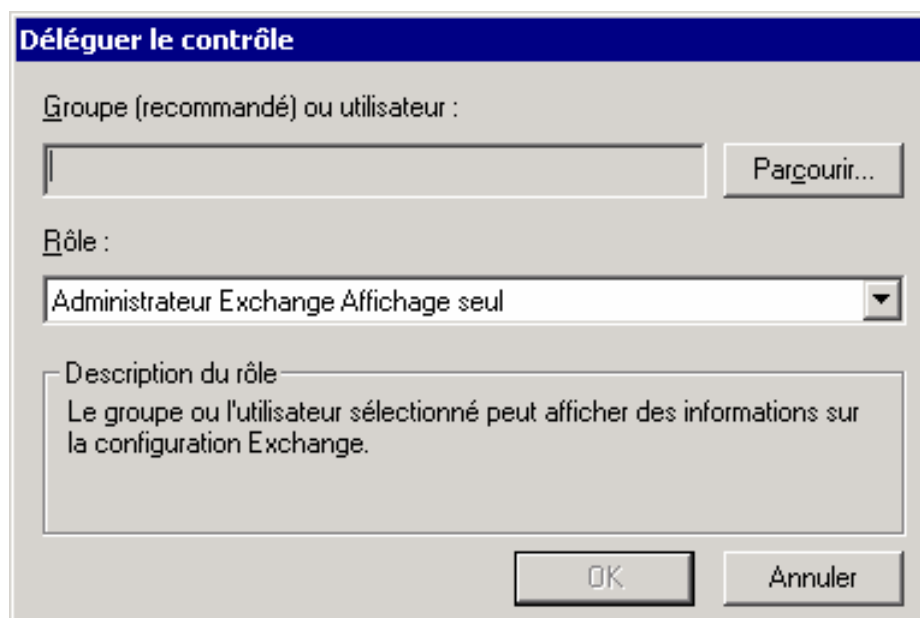 Déléguer le contrôle
Groupe (recommandé) ou utilisateur :
Parcourir...
Rôle :
Administrateur Exchange Affichage seul
Description du rôle
Le groupe ou l'utilisateur sélectionné peut afficher des informations sur
la configuration Exchange.
OK
Annuler